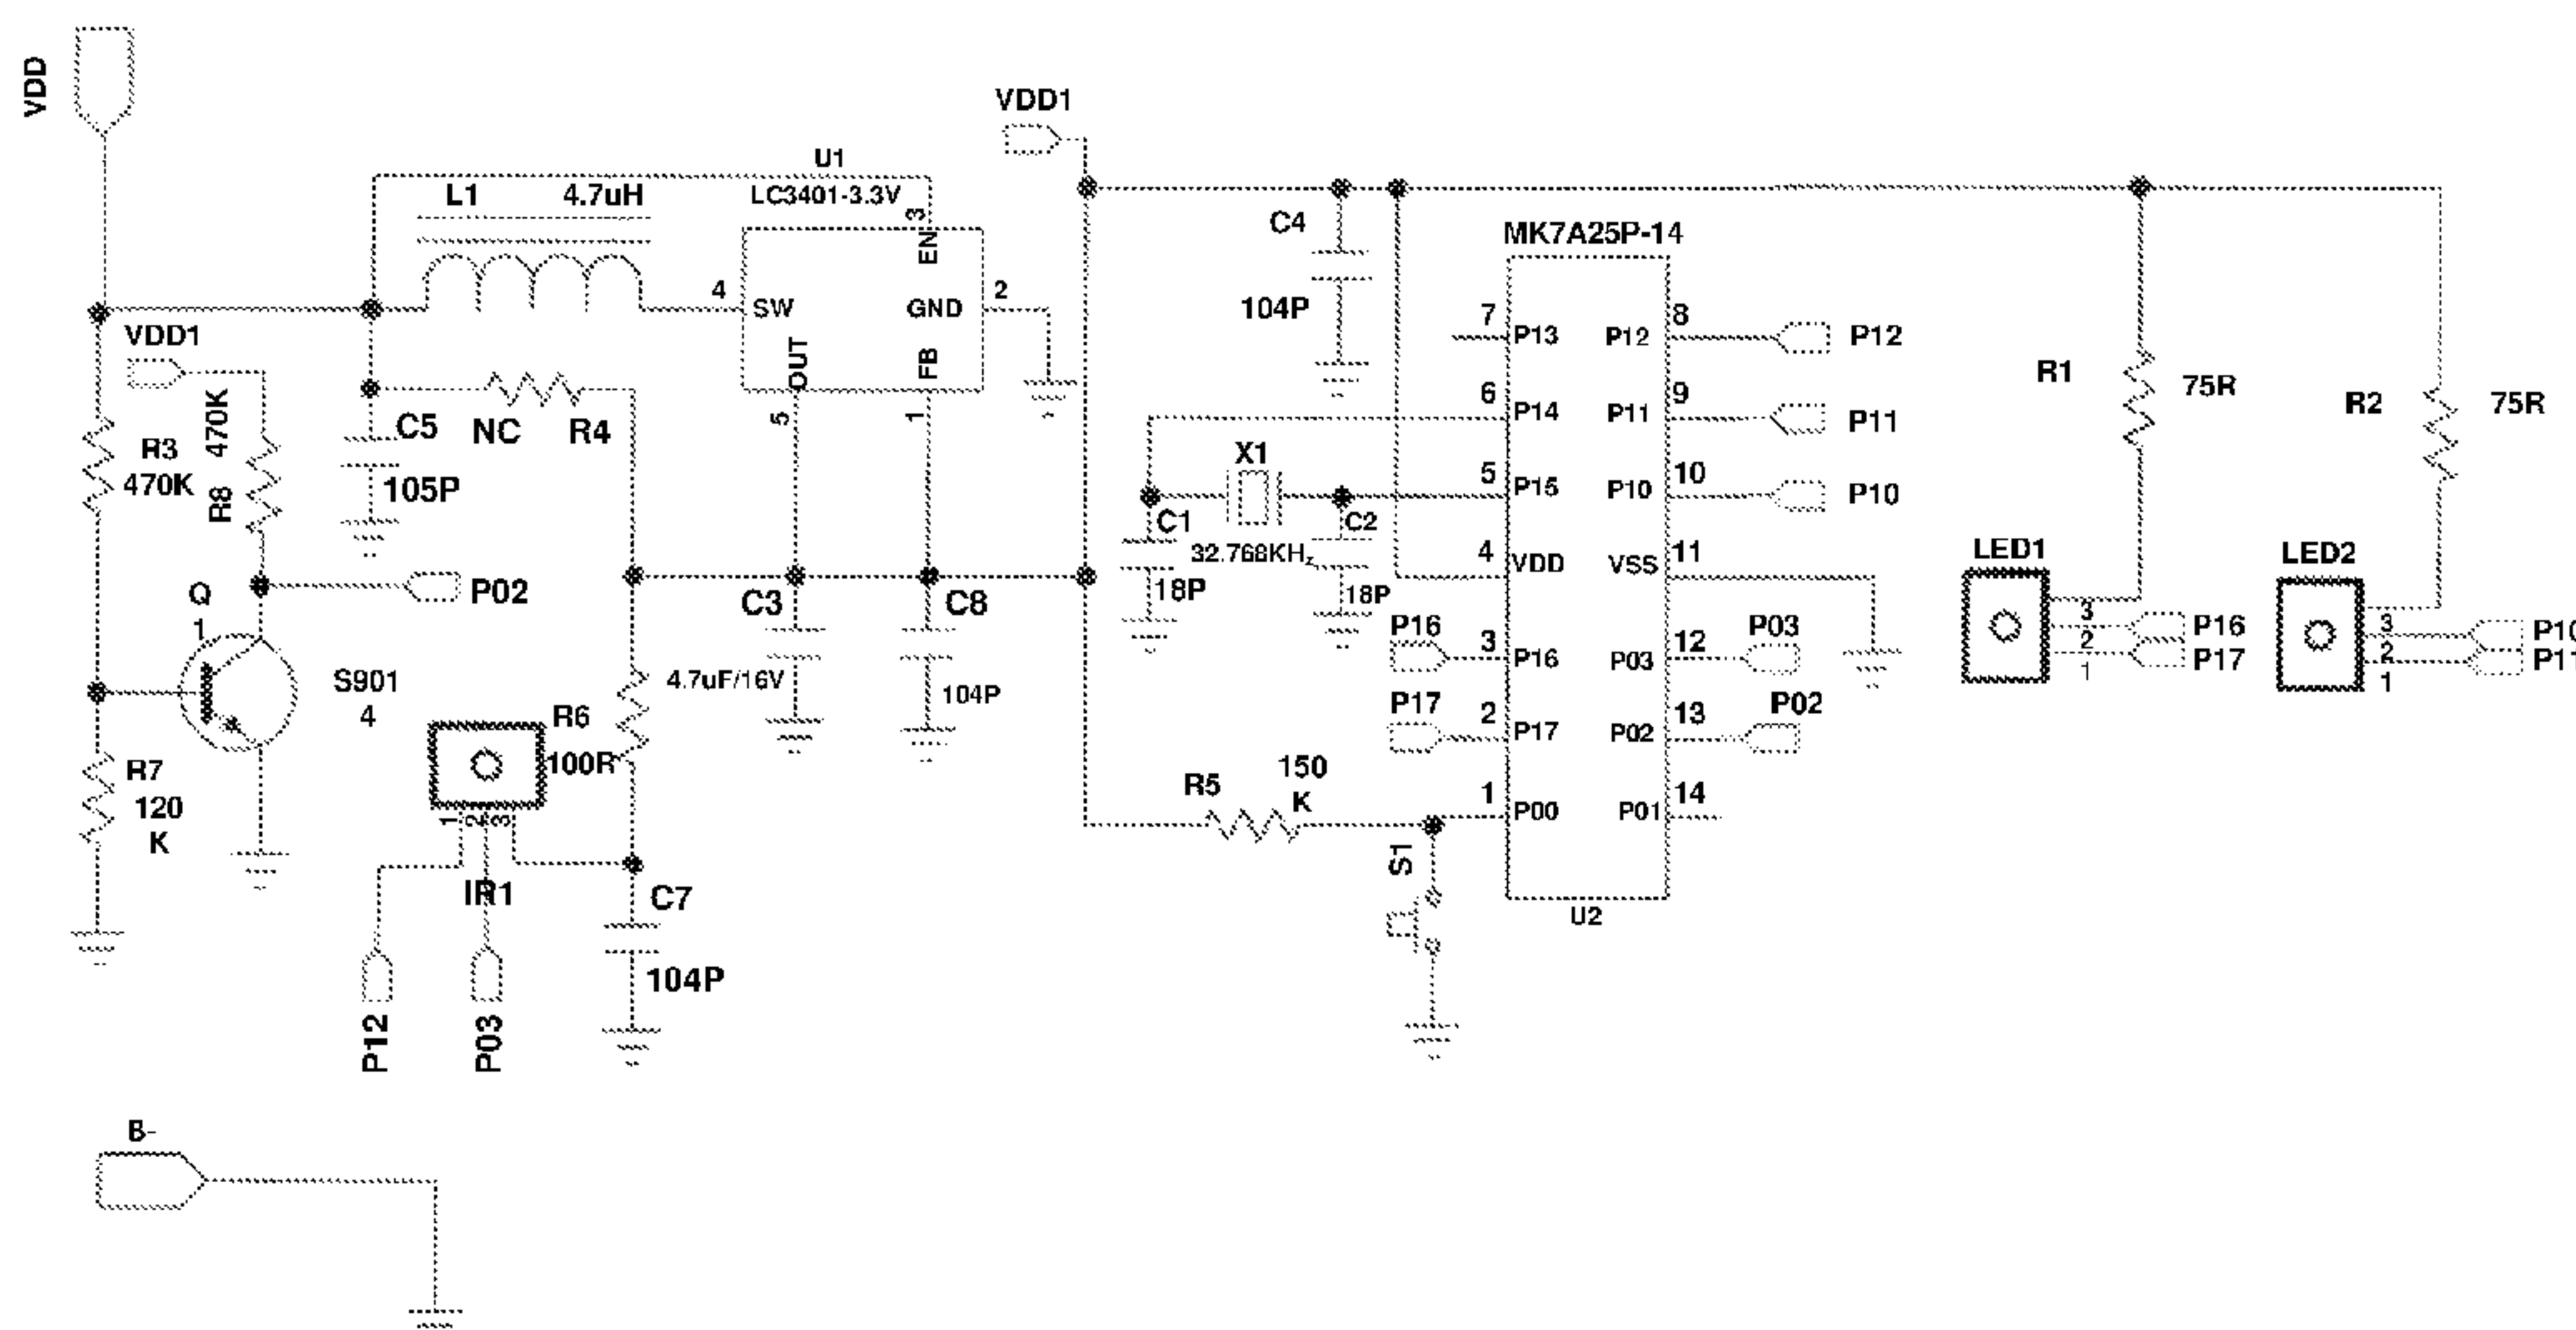 VDD
VDD1
U1
L1
4.7uH
LC3401-3.3V
3
EN
C4
MK7A25P-14
4
SW
GND
2
104P
7
P13
P12
8
P12
VDD1
OUT
FB
R1
75R
470K
5
1
6
P14
P11
9
P11
R2
75R
R3
470K
R8
C5
NC
R4
105P
X1
5
P15
P10
10
P10
C1
C2
32.768KHz
18P
18P
4
VDD
VSS
11
LED1
LED2
Q
1
P02
C3
C8
P16
3
P16
P03
12
P03
3
2
1
P16
P17
3
2
1
P10
S901
4
4.7uF/16V
104P
P17
2
P17
P02
13
P02
R6
100R
R7
120
K
R5
150
K
1
P00
P01
14
1
2
3
IR1
S1
C7
U2
104P
P12
P03
B-